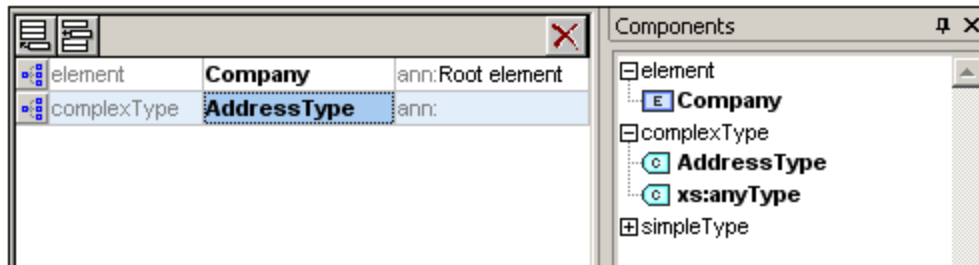 element Company ann:Root element
complexType AddressType ann:
Components
element
E Company
complexType
C AddressType
C xs:anyType
simpleType